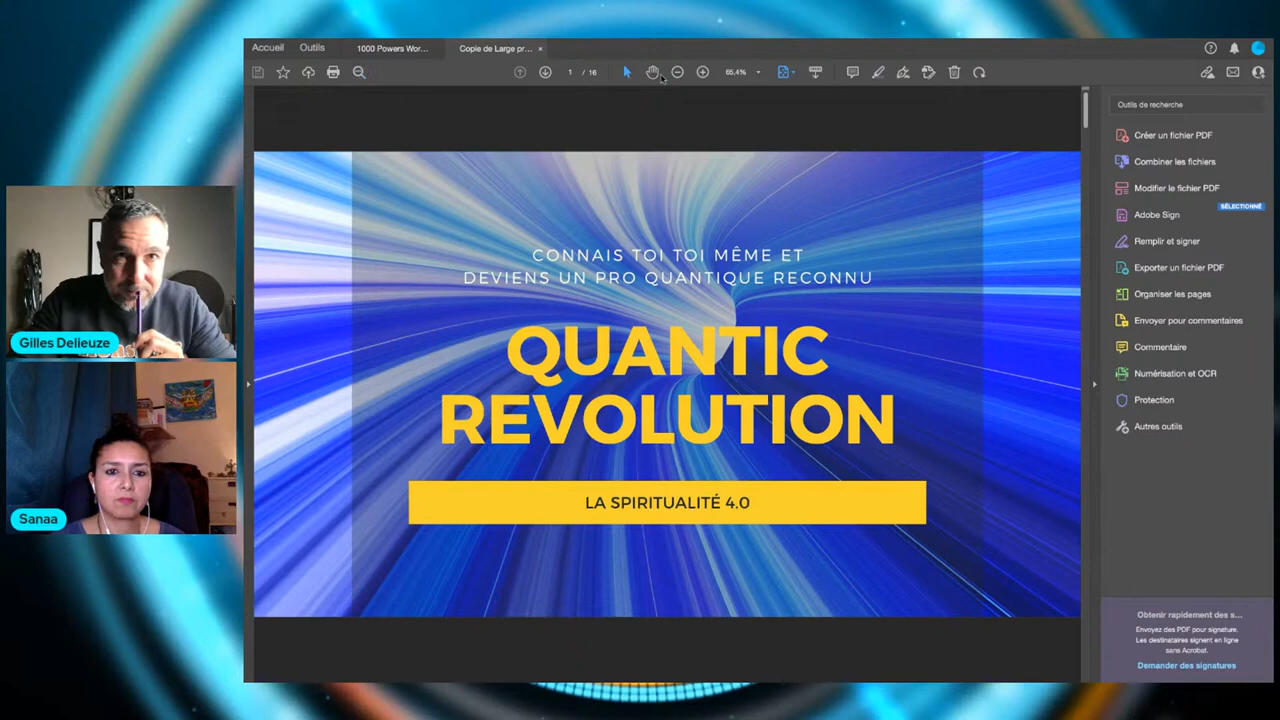 Accueil
Outils
1000 Powers Wor...
Copie de Large pr... ×
1 / 16
65,4%
Outils de recherche
Créer un fichier PDF
Combiner les fichiers
Modifier le fichier PDF
SÉLECTIONNÉ
Adobe Sign
Remplir et signer
Exporter un fichier PDF
Organiser les pages
Envoyer pour commentaires
Commentaire
Numérisation et OCR
Protection
Autres outils
Obtenir rapidement des s...
Envoyez des PDF pour signature.
Les destinataires signent en ligne
sans Acrobat.
Demander des signatures
CONNAIS TOI TOI MÊME ET
DEVIENS UN PRO QUANTIQUE RECONNU
QUANTIC
REVOLUTION
LA SPIRITUALITÉ 4.0
Gilles Delieuze
Sanaa